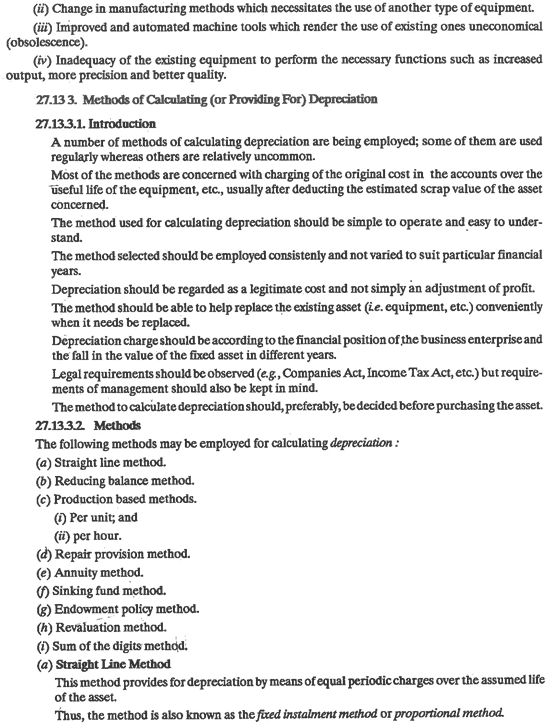 (ii) Change in manufacturing methods which necessitates the use of another type of equipment.
(iii) Improved and automated machine tools which render the use of existing ones uneconomical
(obsolescence).
(iv) Inadequacy of the existing equipment to perform the necessary functions such as increased
output, more precision and better quality.
27.13 3. Methods of Calculating (or Providing For) Depreciation
27.13.3.1. Introduction
A number of methods of calculating depreciation are being employed; some of them are used
regularly whereas others are relatively uncommon.
Most of the methods are concerned with charging of the original cost in the accounts over the
useful life of the equipment, etc., usually after deducting the estimated scrap value of the asset
concerned.
The method used for calculating depreciation should be simple to operate and easy to under-
stand.
The method selected should be employed consistenly and not varied to suit particular financial
years.
Depreciation should be regarded as a legitimate cost and not simply an adjustment of profit.
The method should be able to help replace the existing asset (i.e. equipment, etc.) conveniently
when it needs be replaced.
Depreciation charge should be according to the financial position of the business enterprise and
the fall in the value of the fixed asset in different years.
Legal requirements should be observed (e.g., Companies Act, Income Tax Act, etc.) but require-
ments of management should also be kept in mind.
The method to calculate depreciation should, preferably, be decided before purchasing the asset.
27.13.3.2. Methods
The following methods may be employed for calculating depreciation :
(a) Straight line method.
(b) Reducing balance method.
(c) Production based methods.
(i) Per unit; and
(ii) per hour.
(d) Repair provision method.
(e) Annuity method.
(f) Sinking fund method.
(g) Endowment policy method.
(h) Revaluation method.
(i) Sum of the digits method.
(a) Straight Line Method
This method provides for depreciation by means of equal periodic charges over the assumed life
of the asset.
Thus, the method is also known as the fixed instalment method or proportional method.